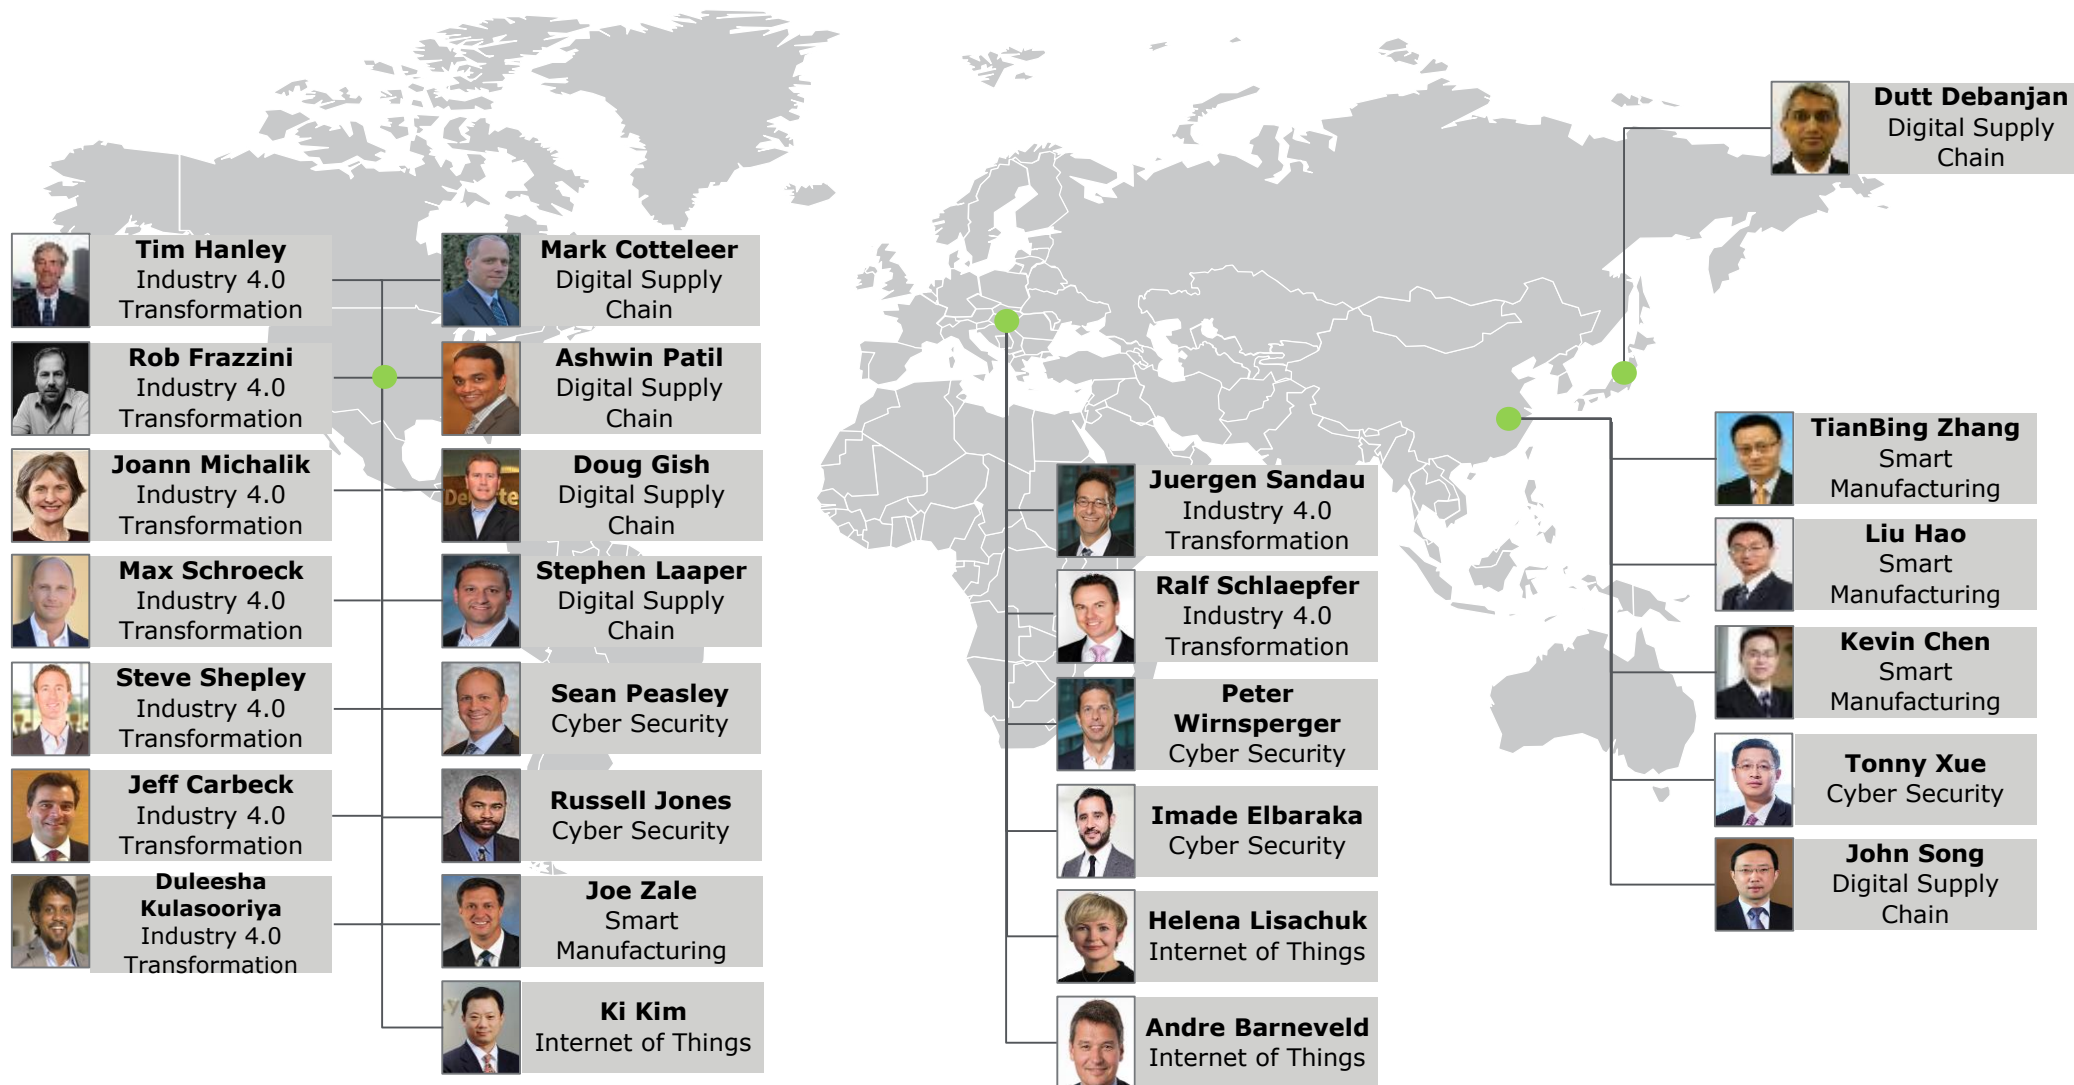 Dutt Debanjan
Digital Supply
Chain
Tim Hanley
Industry 4.0
Transformation
Rob Frazzini
Industry 4.0
Transformation
Joann Michalik
Industry 4.0
Transformation
Max Schroeck
Industry 4.0
Transformation
Steve Shepley
Industry 4.0
Transformation
Jeff Carbeck
Industry 4.0
Transformation
Duleesha
Kulasooriya
Industry 4.0
Transformation
Mark Cotteleer
Digital Supply
Chain
Ashwin Patil
Digital Supply
Chain
Doug Gish
Digital Supply
Chain
Stephen Laaper
Digital Supply
Chain
Sean Peasley
Cyber Security
Russell Jones
Cyber Security
Joe Zale
Smart
Manufacturing
Ki Kim
Internet of Things
Juergen Sandau
Industry 4.0
Transformation
Ralf Schlaepfer
Industry 4.0
Transformation
Peter
Wirnsperger
Cyber Security
Imade Elbaraka
Cyber Security
Helena Lisachuk
Internet of Things
Andre Barneveld
Internet of Things
TianBing Zhang
Smart
Manufacturing
Liu Hao
Smart
Manufacturing
Kevin Chen
Smart
Manufacturing
Tonny Xue
Cyber Security
John Song
Digital Supply
Chain